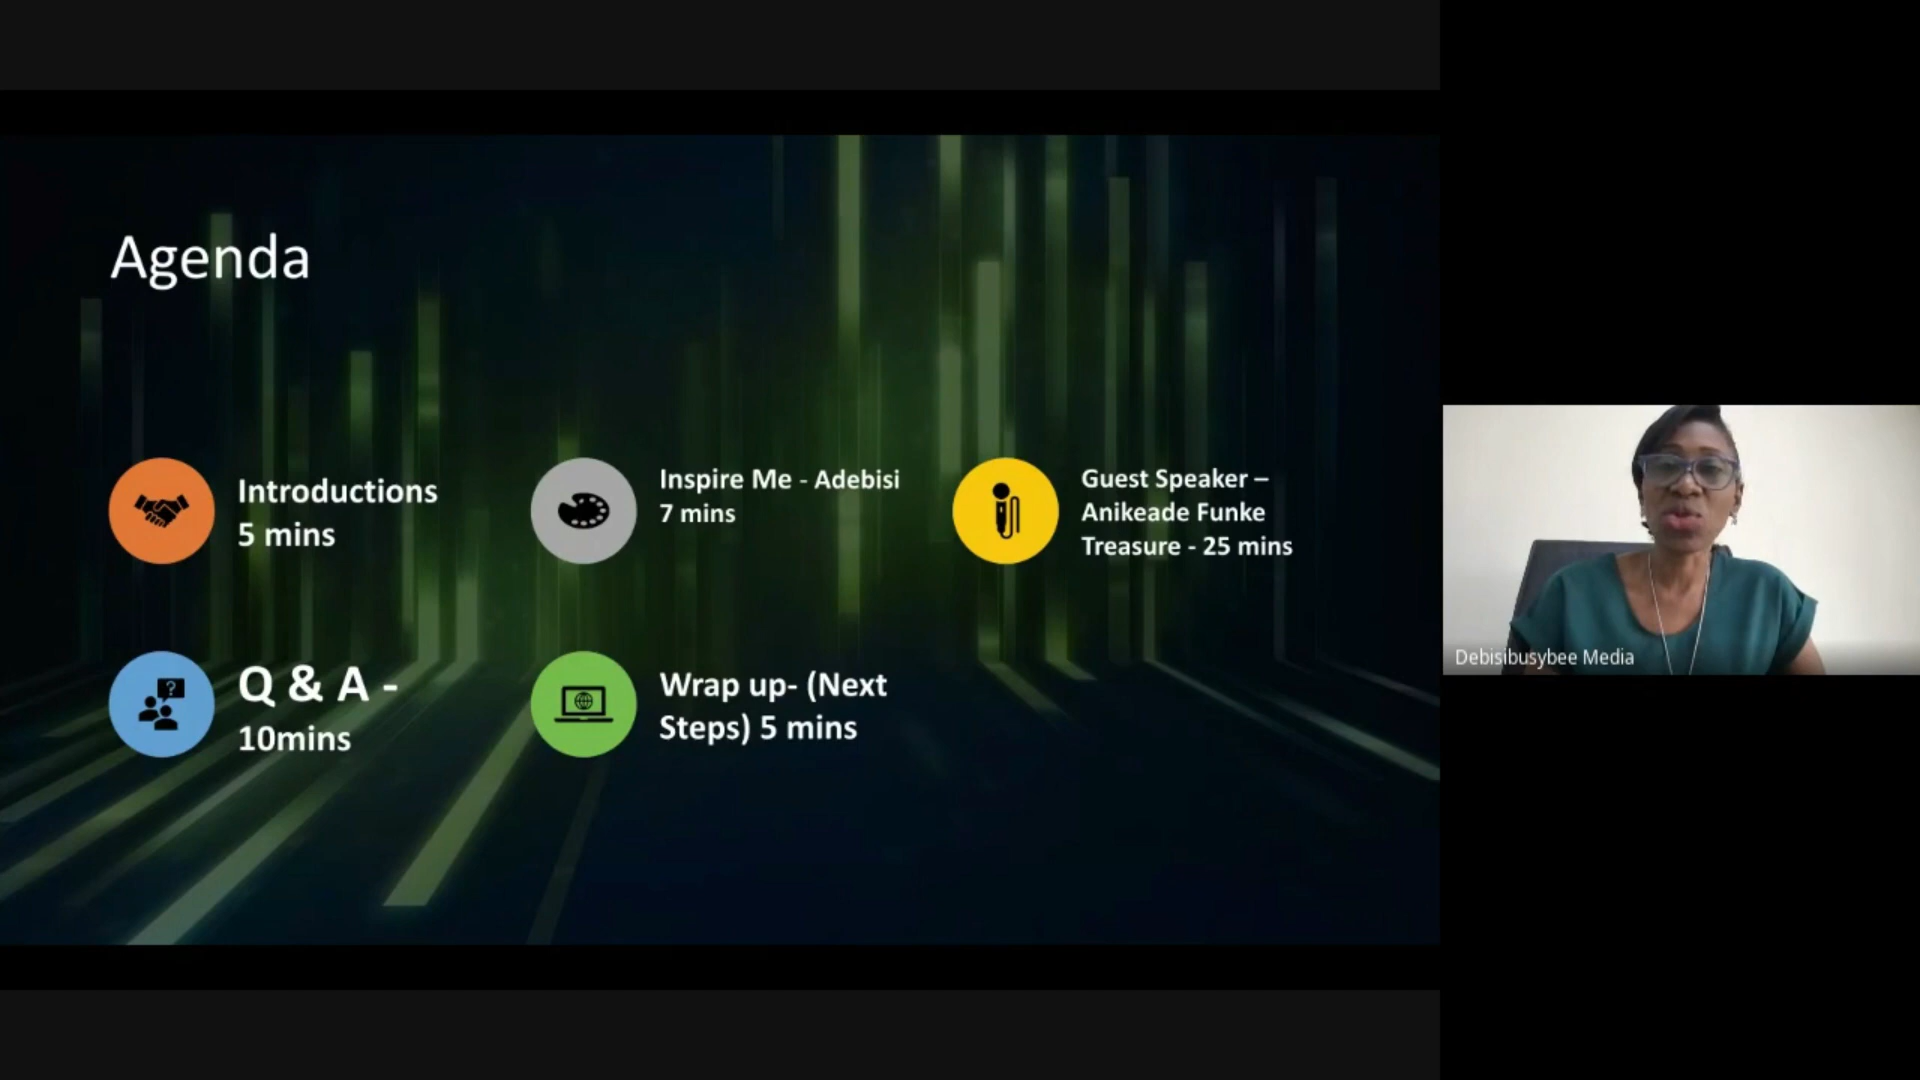 Agenda
Introductions
5 mins
Inspire Me - Adebisi
7 mins
Guest Speaker –
Anikeade Funke
Treasure - 25 mins
Q & A -
10mins
Wrap up- (Next
Steps) 5 mins
?
Debisibusybee Media